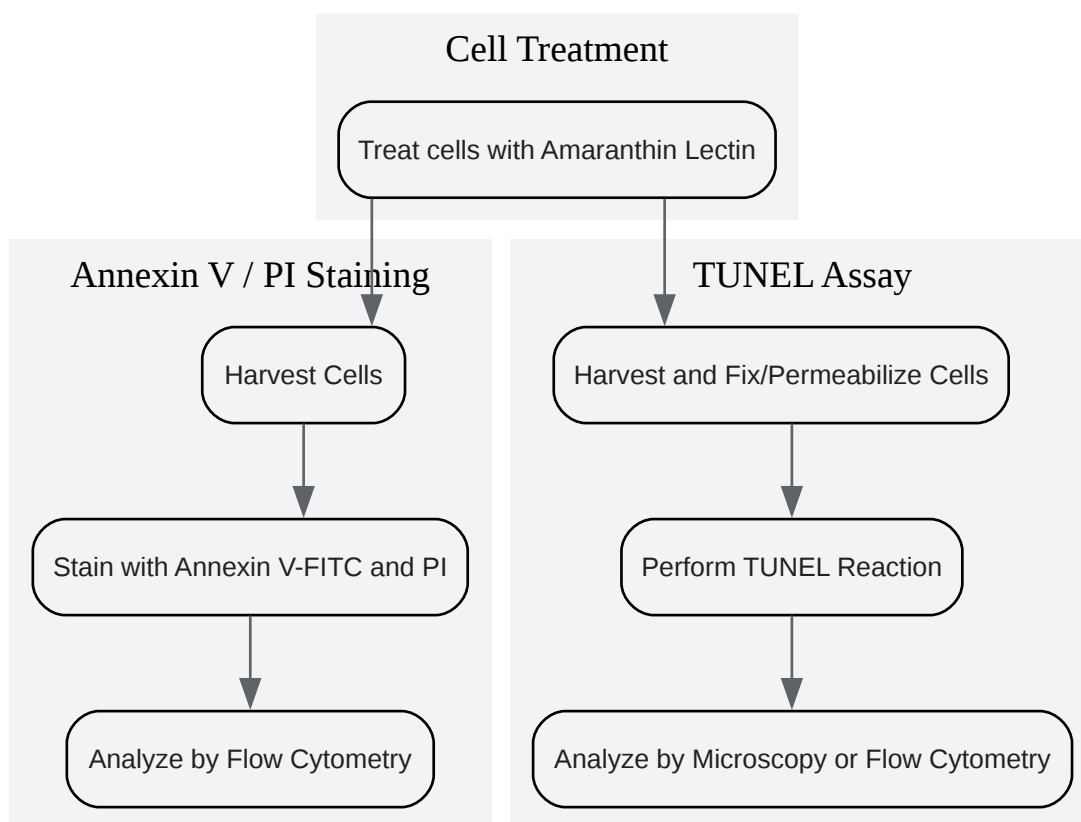 Cell Treatment
Treat cells with Amaranthin Lectin
Annexin V / PI Staining
Harvest Cells
Stain with Annexin V-FITC and PI
Analyze by Flow Cytometry
TUNEL Assay
Harvest and Fix/Permeabilize Cells
Perform TUNEL Reaction
Analyze by Microscopy or Flow Cytometry